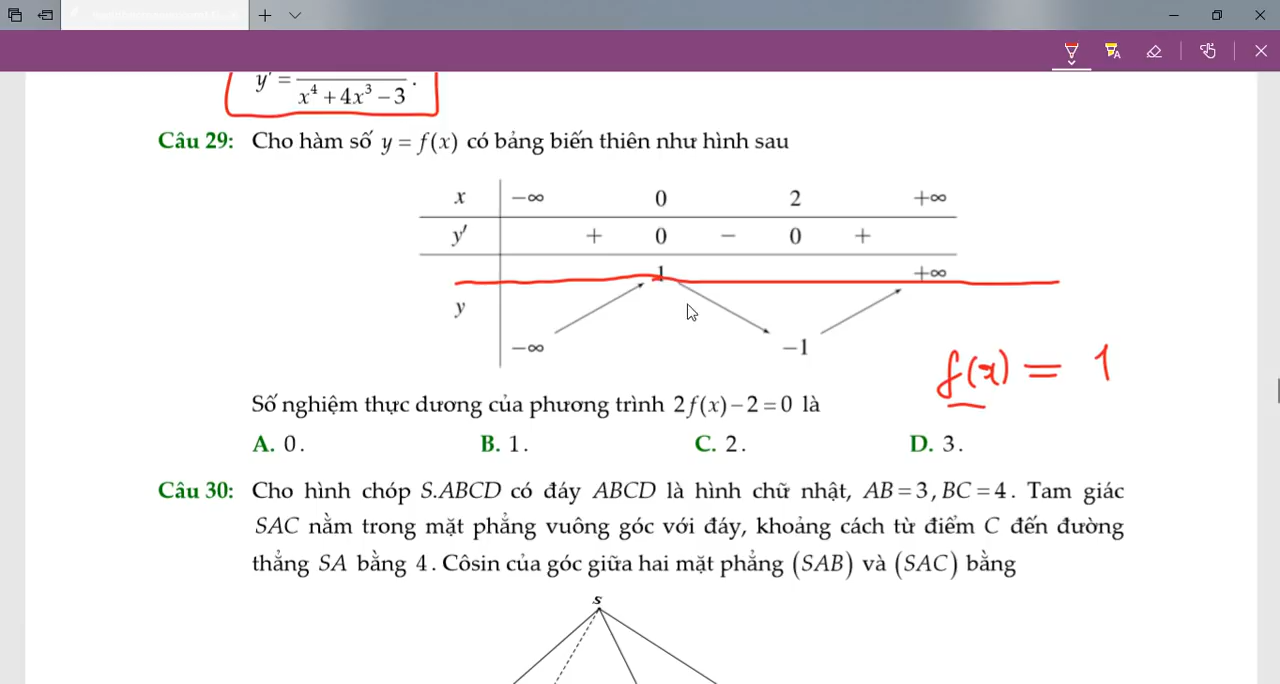 y' = 
x⁴ + 4x³ − 3 .
Câu 29: Cho hàm số y = f(x) có bảng biến thiên như hình sau
x −∞ 0 2 +∞
y' + 0 − 0 +
1 +∞
y
−∞ −1
f(x) = 1
Số nghiệm thực dương của phương trình 2f(x) − 2 = 0 là
A. 0. B. 1. C. 2. D. 3.
Câu 30: Cho hình chóp S.ABCD có đáy ABCD là hình chữ nhật, AB = 3, BC = 4. Tam giác
SAC nằm trong mặt phẳng vuông góc với đáy, khoảng cách từ điểm C đến đường
thẳng SA bằng 4. Côsin của góc giữa hai mặt phẳng (SAB) và (SAC) bằng
S